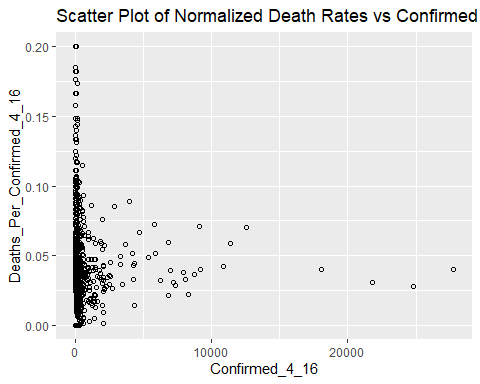 Scatter Plot of Normalized Death Rates vs Confirmed
Deaths_Per_Confirmed_4_16
0.20
0.15
0.10
0.05
0.00
0
10000
20000
Confirmed_4_16